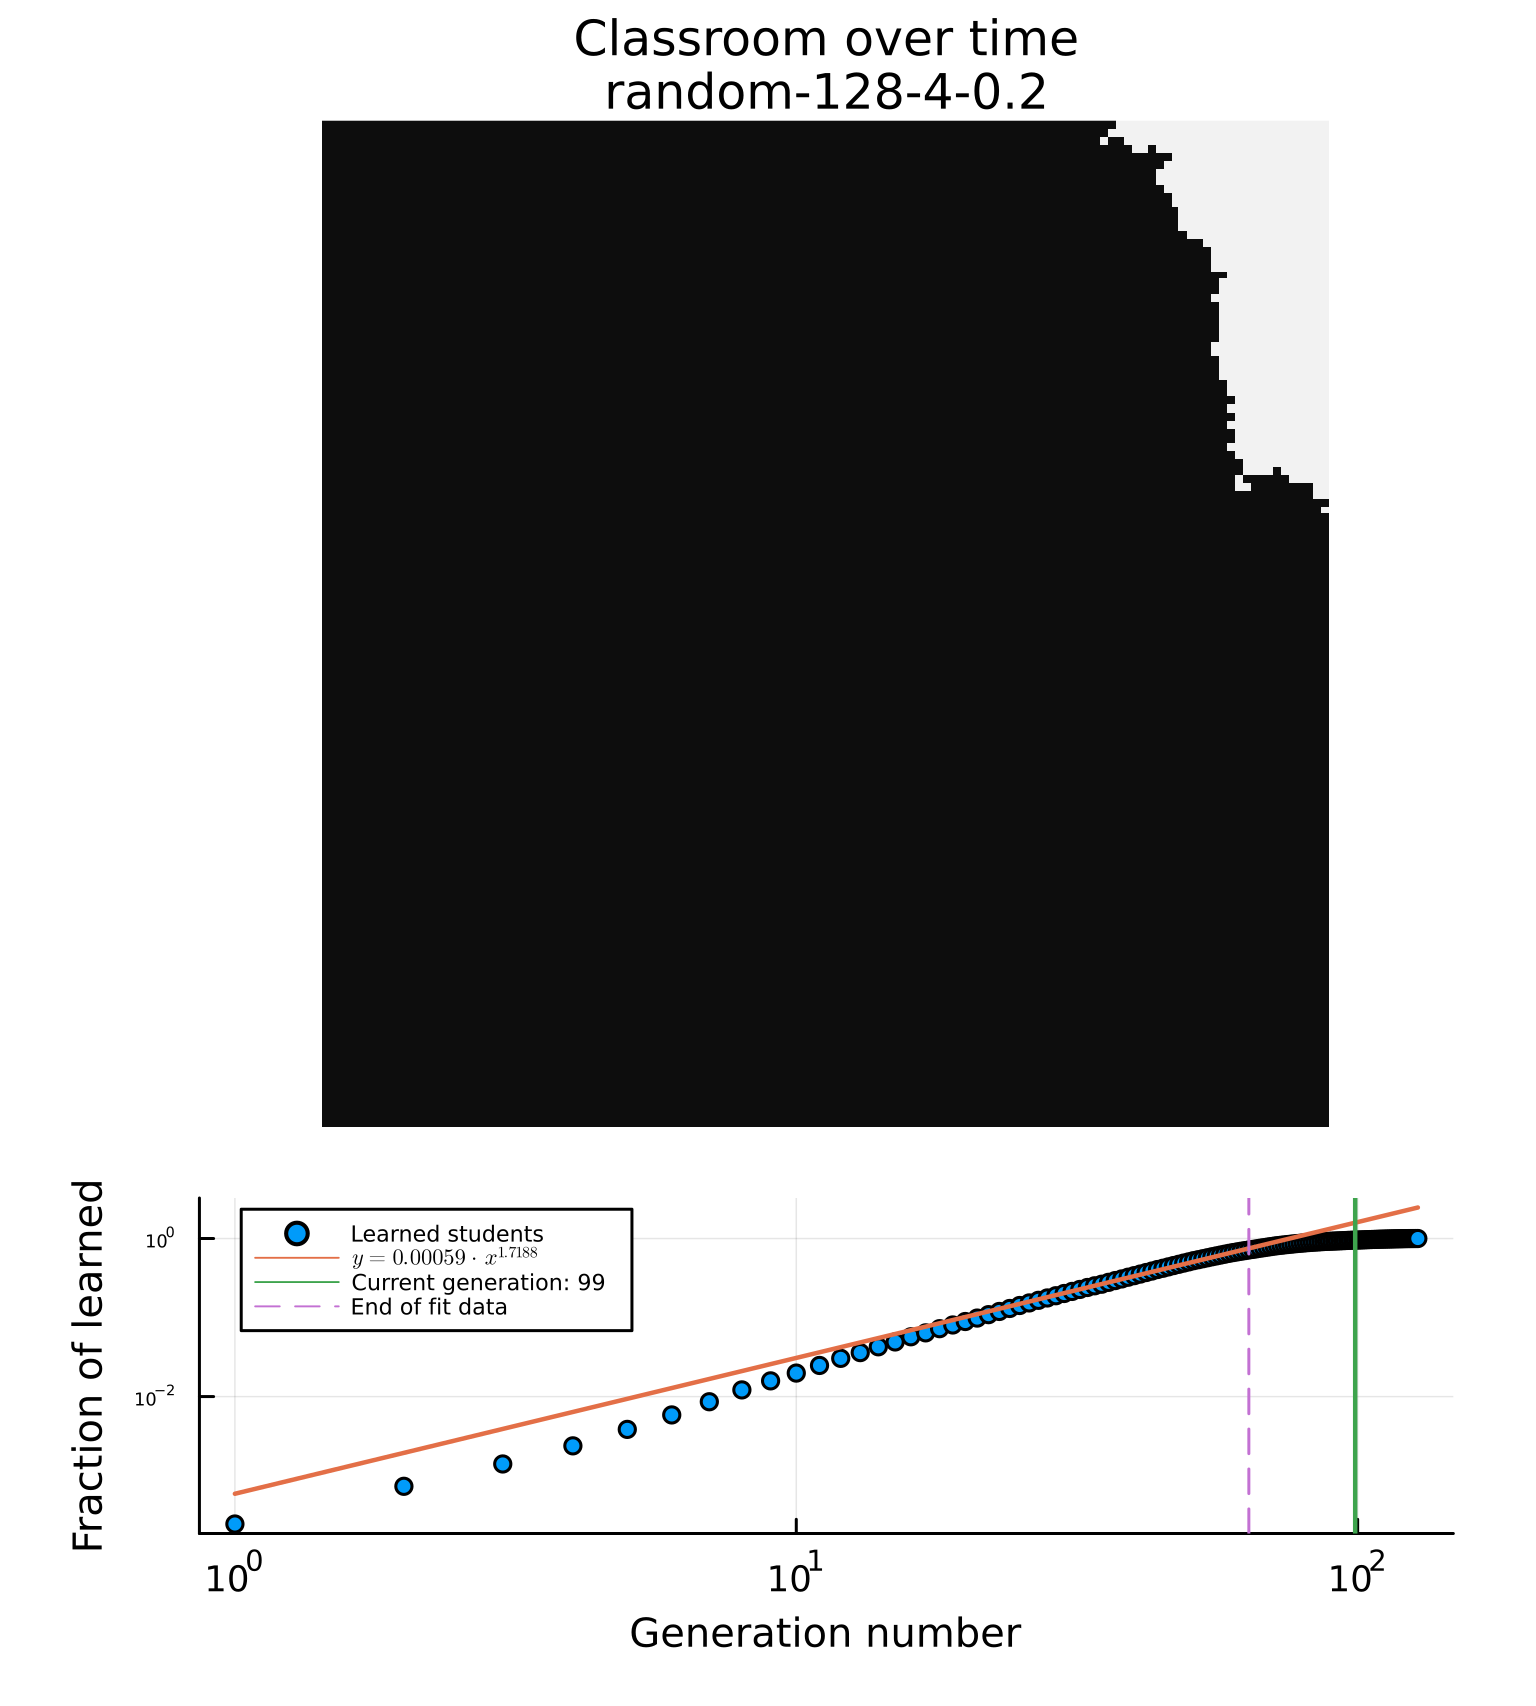 Classroom over time
random-128-4-0.2
Fraction of learned
10^0
10^-2
Learned students
y = 0.00059 · x^1.7188
Current generation: 99
End of fit data
10^0
10^1
10^2
Generation number